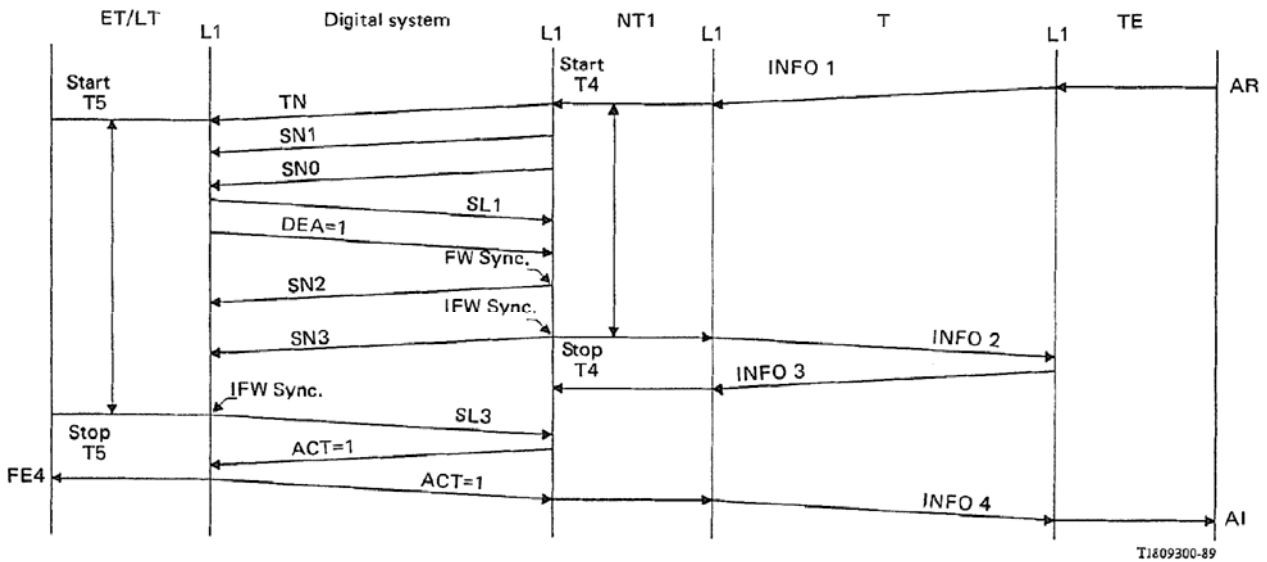 ET/LT Digital system NT1 T TE
L1 L1 L1 L1
Start
T5
Start
T4
INFO 1
AR
TN
SN1
SN0
SL1
DEA=1
FW Sync.
SN2
IFW Sync.
SN3
Stop
T4
INFO 2
INFO 3
IFW Sync.
SL3
Stop
T5
ACT=1
FE4
ACT=1
INFO 4
AI
T1809300-89